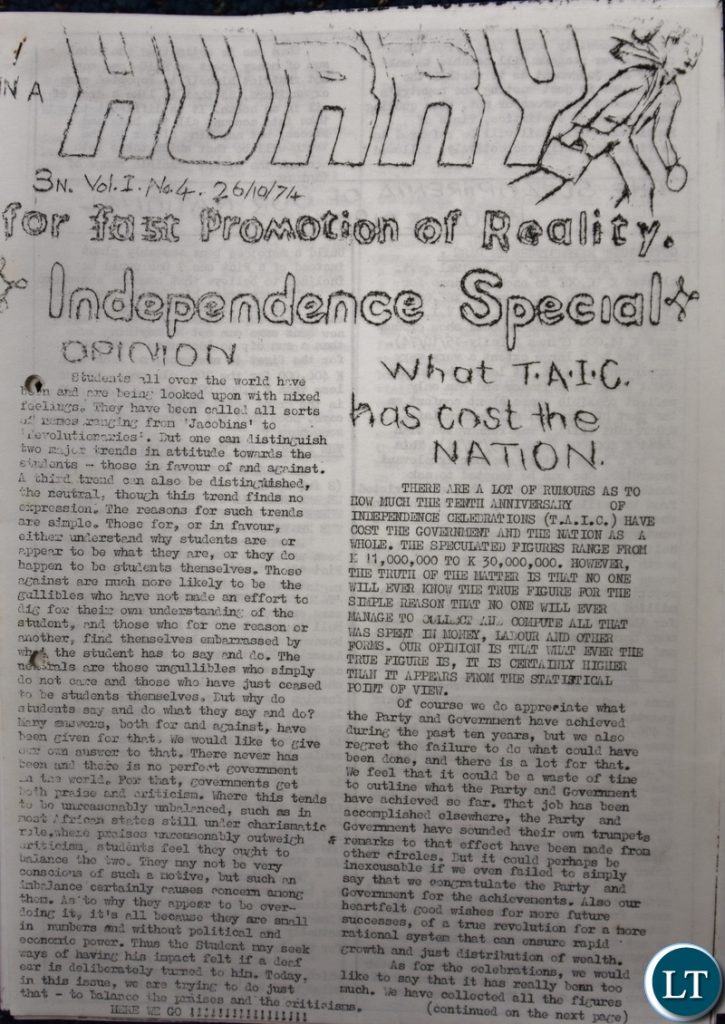 IN A
HURRY
3N. Vol. I. No. 4. 26/10/74
for fast Promotion of Reality.
Independence Special
OPINION
Students all over the world have
been and are being looked upon with mixed
feelings. They have been called all sorts
of names ranging from 'Jacobins' to
'revolutionaries'. But one can distinguish
two major trends in attitude towards the
students - those in favour of and against.
A third trend can also be distinguished,
the neutral, though this trend finds no
expression. The reasons for such trends
are simple. Those for, or in favour,
either understand why students are or
appear to be what they are, or they do
happen to be students themselves. Those
against are much more likely to be the
gullibles who have not made an effort to
dig for their own understanding of the
student, and those who for one reason or
another, find themselves embarrassed by
what the student has to say and do. The
neutrals are those ungullibles who simply
do not care and those who have just ceased
to be students themselves. But why do
students say and do what they say and do?
Many answers, both for and against, have
been given for that. We would like to give
our own answer to that. There never has
been and there is no perfect government
in the world. For that, governments get
both praise and criticism. Where this tends
to be unreasonably unbalanced, such as in
most African states still under charismatic
role, where praises unreasonably outweigh
criticism, students feel they ought to
balance the two. They may not be very
conscious of such a motive, but such an
imbalance certainly causes concern among
them. As to why they appear to be over-
doing it, it's all because they are small
in numbers and without political and
economic power. Thus the Student may seek
ways of having his impact felt if a deaf
ear is deliberately turned to him. Today,
in this issue, we are trying to do just
that - to balance the praises and the criticisms.
HERE WE GO !!!!!!!!!!!!!!!!!
What T.A.I.C.
has cost the
NATION.
THERE ARE A LOT OF RUMOURS AS TO
HOW MUCH THE TENTH ANNIVERSARY OF
INDEPENDENCE CELEBRATIONS (T.A.I.C.) HAVE
COST THE GOVERNMENT AND THE NATION AS A
WHOLE. THE SPECULATED FIGURES RANGE FROM
K 11,000,000 TO K 30,000,000. HOWEVER,
THE TRUTH OF THE MATTER IS THAT NO ONE
WILL EVER KNOW THE TRUE FIGURE FOR THE
SIMPLE REASON THAT NO ONE WILL EVER
MANAGE TO COLLECT AND COMPUTE ALL THAT
WAS SPENT IN MONEY, LABOUR AND OTHER
FORMS. OUR OPINION IS THAT WHAT EVER THE
TRUE FIGURE IS, IT IS CERTAINLY HIGHER
THAN IT APPEARS FROM THE STATISTICAL
POINT OF VIEW.
Of course we do appreciate what
the Party and Government have achieved
during the past ten years, but we also
regret the failure to do what could have
been done, and there is a lot for that.
We feel that it could be a waste of time
to outline what the Party and Government
have achieved so far. That job has been
accomplished elsewhere, the Party and
Government have sounded their own trumpets
& remarks to that effect have been made from
other circles. But it could perhaps be
inexcusable if we even failed to simply
say that we congratulate the Party and
Government for the achievements. Also our
heartfelt good wishes for more future
successes, of a true revolution for a more
rational system that can ensure rapid
growth and just distribution of wealth.
As for the celebrations, we would
like to say that it has really bonn too
much. We have collected all the figures
(continued on the next page)
LT